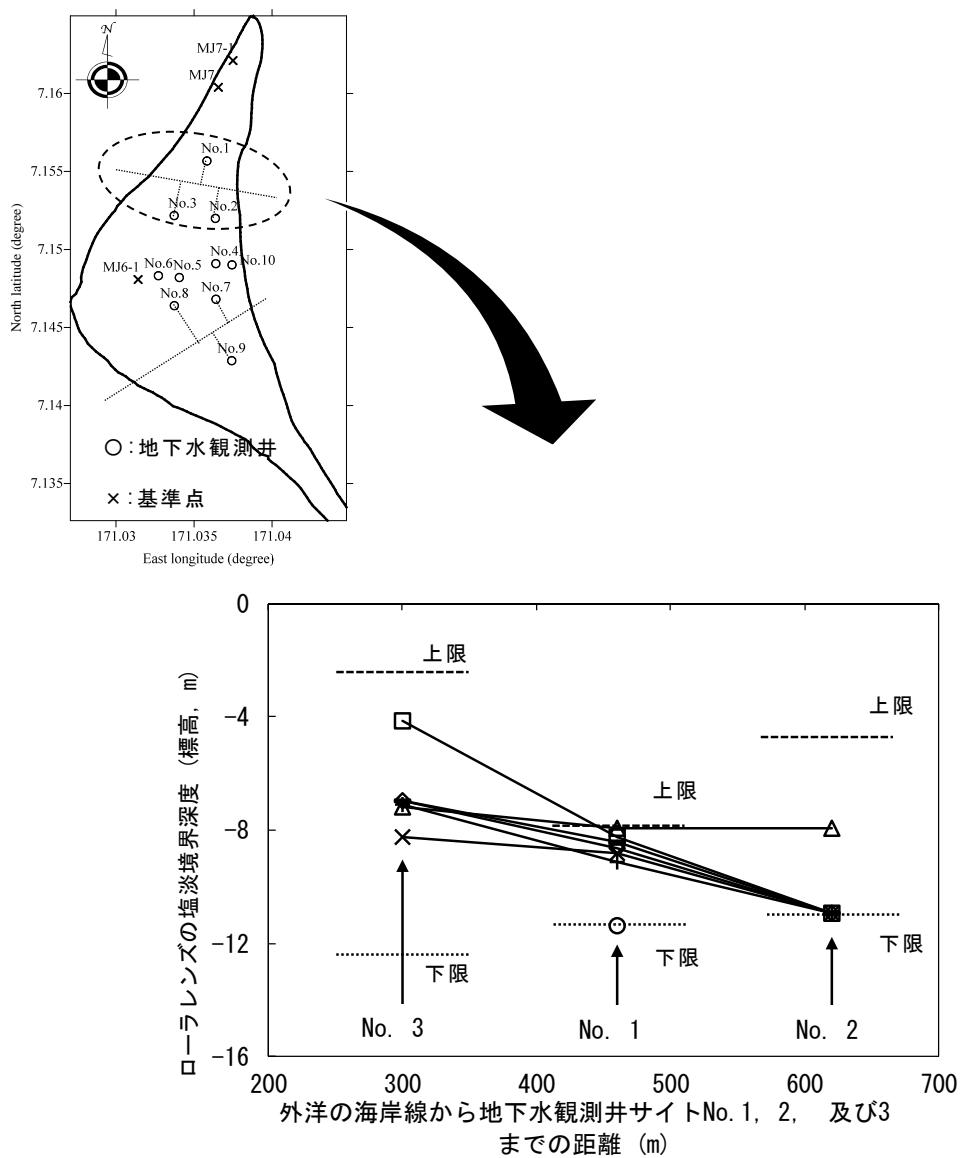 N
MJ7-1
MJ7
7.16
No.1
7.155
No.3
No.2
7.15
No.4
MJ6-1
No.6
No.5
No.10
No.8
No.7
7.145
No.9
7.14
○:地下水観測井
7.135
×:基準点
171.03 171.035 171.04
East longitude (degree)
North latitude (degree)
0
上限
-4
上限
上限
-8
-12
下限
下限
下限
No. 3
No. 1
No. 2
-16
200 300 400 500 600 700
ローラレンズの塩淡境界深度 (標高, m)
外洋の海岸線から地下水観測井サイトNo.1, 2, 及び3
までの距離 (m)